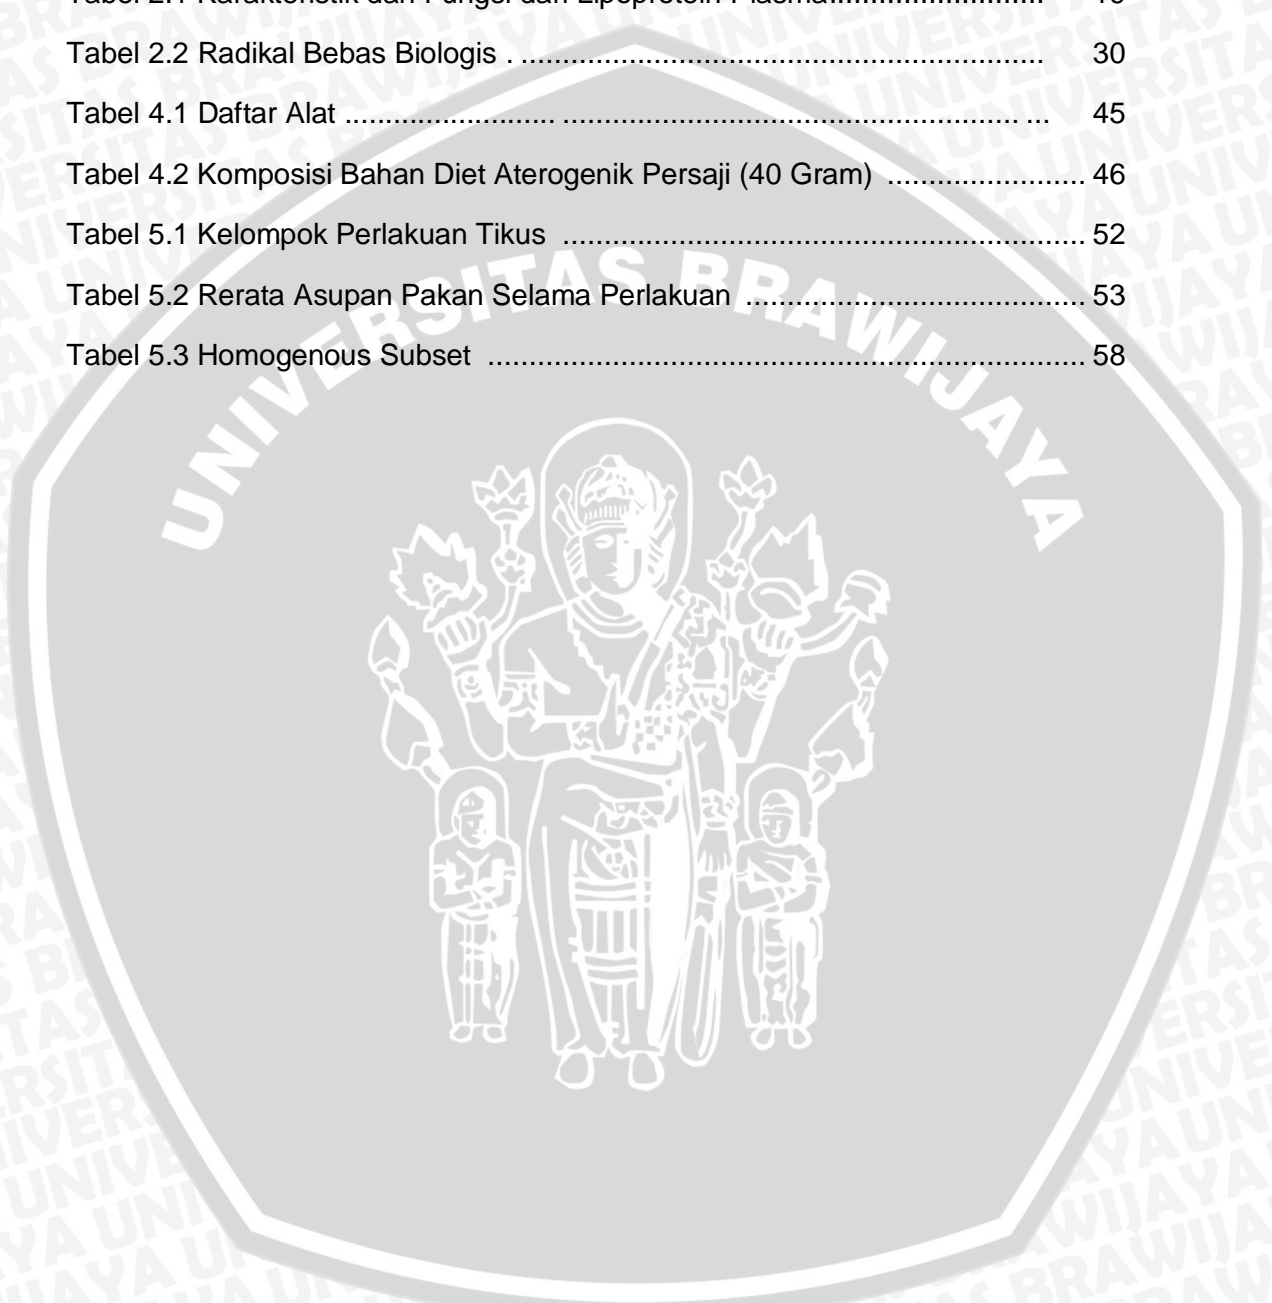 Tabel 2.2 Radikal Bebas Biologis . .................................................................. 30
Tabel 4.1 Daftar Alat .......................... .......................................................... ... 45
Tabel 4.2 Komposisi Bahan Diet Aterogenik Persaji (40 Gram) ......................... 46
Tabel 5.1 Kelompok Perlakuan Tikus .................................................................. 52
Tabel 5.2 Rerata Asupan Pakan Selama Perlakuan ........................................... 53
Tabel 5.3 Homogenous Subset ............................................................................ 58
UNIVERSITAS BRAWIJAYA